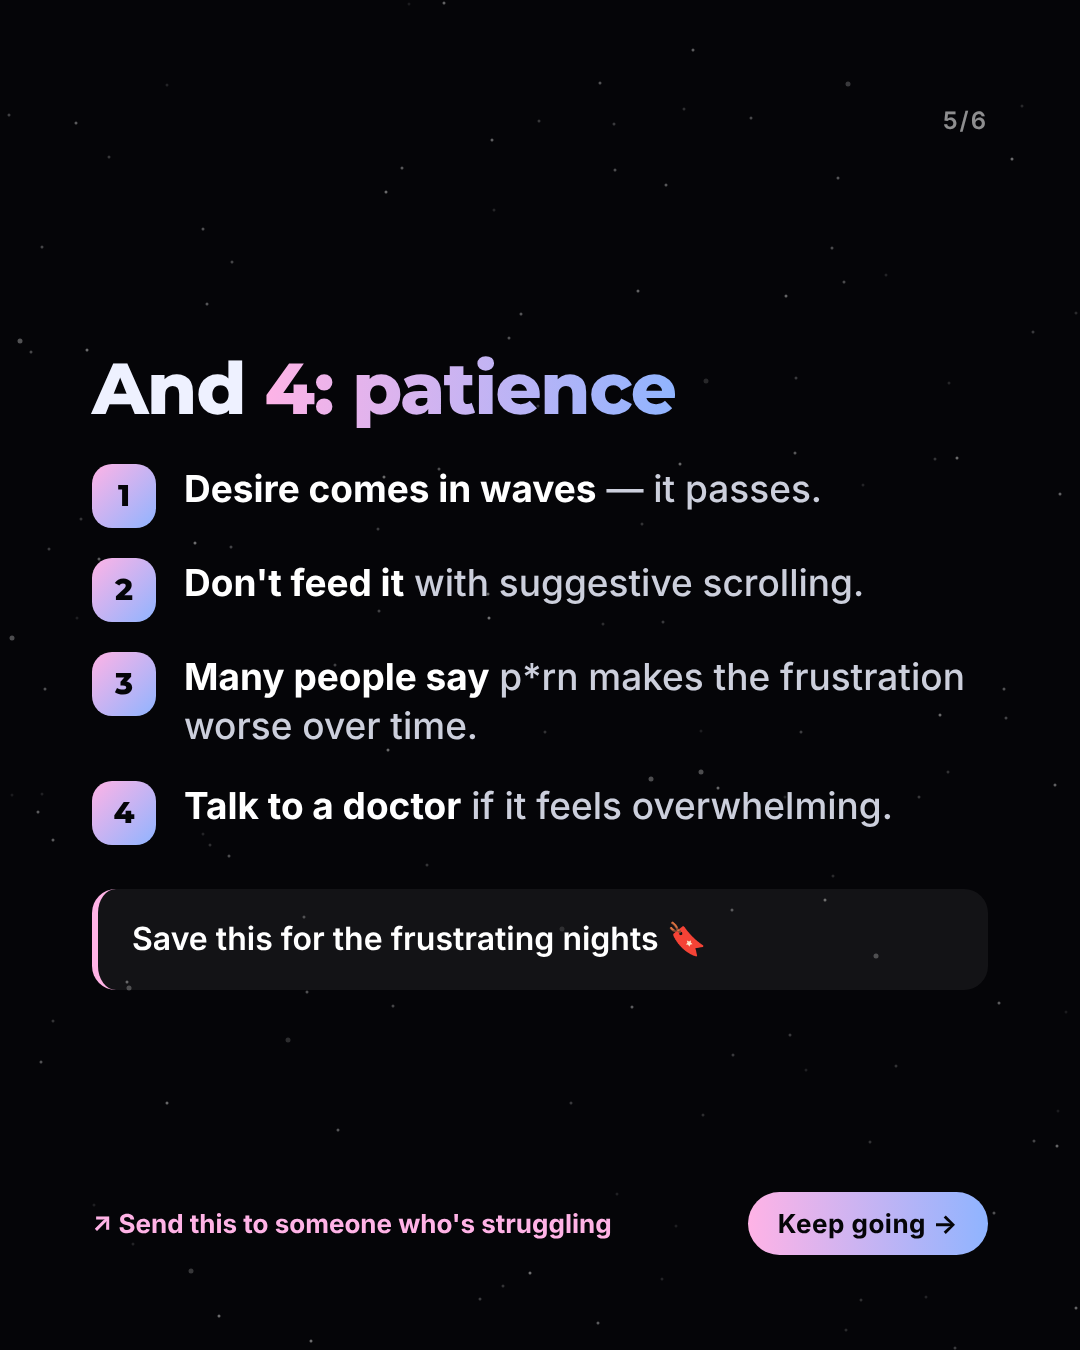 5/6
And 4: patience
1 Desire comes in waves — it passes.
2 Don't feed it with suggestive scrolling.
3 Many people say p*rn makes the frustration
worse over time.
4 Talk to a doctor if it feels overwhelming.
Save this for the frustrating nights 🔖
↗ Send this to someone who's struggling
Keep going →